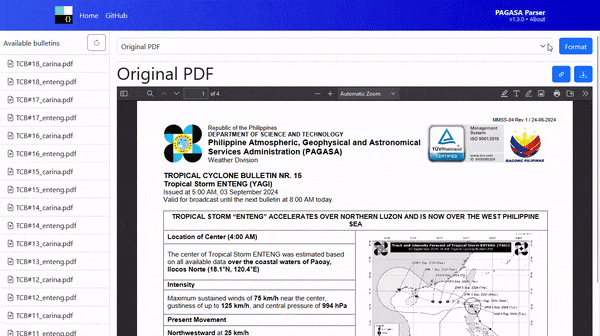 Home GitHub
PAGASA Parser
v1.3.0 • About
Available bulletins
TCB#18_carina.pdf
TCB#18_enteng.pdf
TCB#17_carina.pdf
TCB#17_enteng.pdf
TCB#16_carina.pdf
TCB#16_enteng.pdf
TCB#15_carina.pdf
TCB#15_enteng.pdf
TCB#14_carina.pdf
TCB#14_enteng.pdf
TCB#13_carina.pdf
TCB#13_enteng.pdf
TCB#12_carina.pdf
TCB#12_enteng.pdf
TCB#11_carina.pdf
Original PDF
Format
Original PDF
1 of 4
Automatic Zoom
MMSS-04 Rev.1 / 24-06-2024
Republic of the Philippines
DEPARTMENT OF SCIENCE AND TECHNOLOGY
Philippine Atmospheric, Geophysical and Astronomical
Services Administration (PAGASA)
Weather Division
Management
System
ISO 9001:2015
TÜVRheinland
CERTIFIED
BAGONG PILIPINAS
TROPICAL CYCLONE BULLETIN NR. 15
Tropical Storm ENTENG (YAGI)
Issued at 5:00 AM, 03 September 2024
Valid for broadcast until the next bulletin at 8:00 AM today.
TROPICAL STORM “ENTENG” ACCELERATES OVER NORTHERN LUZON AND IS NOW OVER THE WEST PHILIPPINE
SEA
Location of Center (4:00 AM)
The center of Tropical Storm ENTENG was estimated based
on all available data over the coastal waters of Paoay,
Ilocos Norte (18.1°N, 120.4°E)
Intensity
Maximum sustained winds of 75 km/h near the center,
gustiness of up to 125 km/h, and central pressure of 994 hPa
Present Movement
Northwestward at 25 km/h
Track and Intensity Forecast of Tropical Storm ENTENG (YAGI)